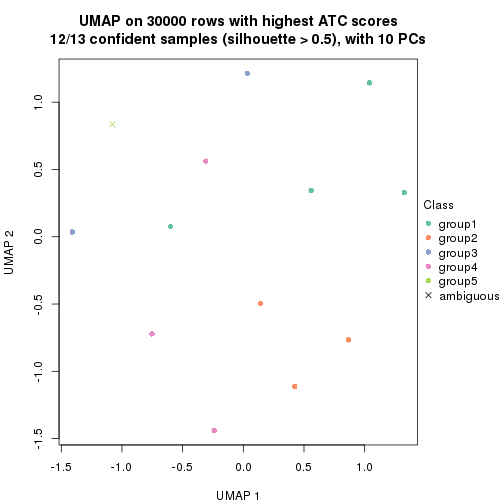 UMAP on 30000 rows with highest ATC scores
12/13 confident samples (silhouette > 0.5), with 10 PCs
UMAP 2
1.0
0.5
0.0
-0.5
-1.0
-1.5
-1.5
-1.0
-0.5
0.0
0.5
1.0
UMAP 1
Class
group1
group2
group3
group4
group5
ambiguous